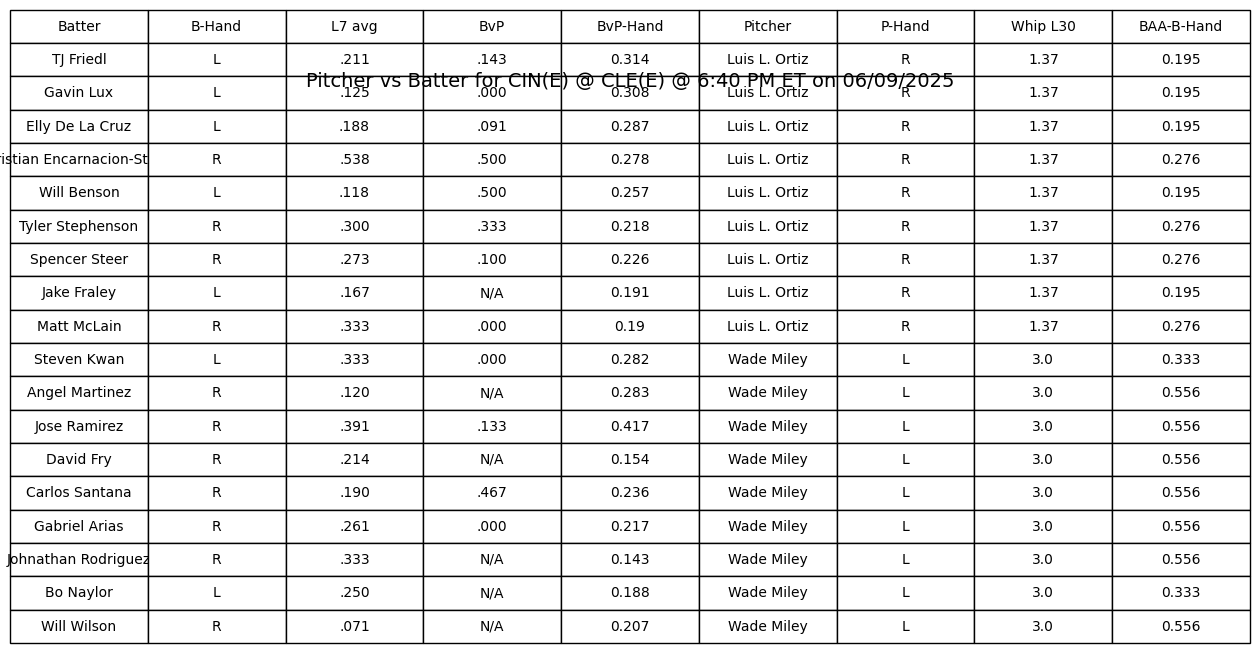 Batter B-Hand L7 avg BvP BvP-Hand Pitcher P-Hand Whip L30 BAA-B-Hand
TJ Friedl L .211 .143 0.314 Luis L. Ortiz R 1.37 0.195
Pitcher vs Batter for CIN(E) @ CLE(E) @ 6:40 PM ET on 06/09/2025
Gavin Lux L .125 .000 0.308 Luis L. Ortiz R 1.37 0.195
Elly De La Cruz L .188 .091 0.287 Luis L. Ortiz R 1.37 0.195
ristian Encarnacion-St R .538 .500 0.278 Luis L. Ortiz R 1.37 0.276
Will Benson L .118 .500 0.257 Luis L. Ortiz R 1.37 0.195
Tyler Stephenson R .300 .333 0.218 Luis L. Ortiz R 1.37 0.276
Spencer Steer R .273 .100 0.226 Luis L. Ortiz R 1.37 0.276
Jake Fraley L .167 N/A 0.191 Luis L. Ortiz R 1.37 0.195
Matt McLain R .333 .000 0.19 Luis L. Ortiz R 1.37 0.276
Steven Kwan L .333 .000 0.282 Wade Miley L 3.0 0.333
Angel Martinez R .120 N/A 0.283 Wade Miley L 3.0 0.556
Jose Ramirez R .391 .133 0.417 Wade Miley L 3.0 0.556
David Fry R .214 N/A 0.154 Wade Miley L 3.0 0.556
Carlos Santana R .190 .467 0.236 Wade Miley L 3.0 0.556
Gabriel Arias R .261 .000 0.217 Wade Miley L 3.0 0.556
Johnathan Rodriguez R .333 N/A 0.143 Wade Miley L 3.0 0.556
Bo Naylor L .250 N/A 0.188 Wade Miley L 3.0 0.333
Will Wilson R .071 N/A 0.207 Wade Miley L 3.0 0.556